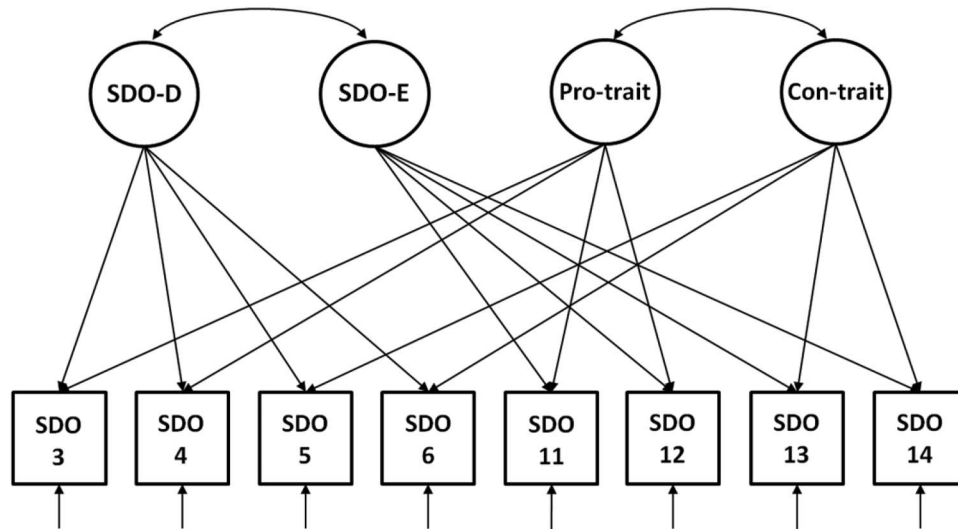 SDO-D
SDO-E
Pro-trait
Con-trait
SDO
3
SDO
4
SDO
5
SDO
6
SDO
11
SDO
12
SDO
13
SDO
14